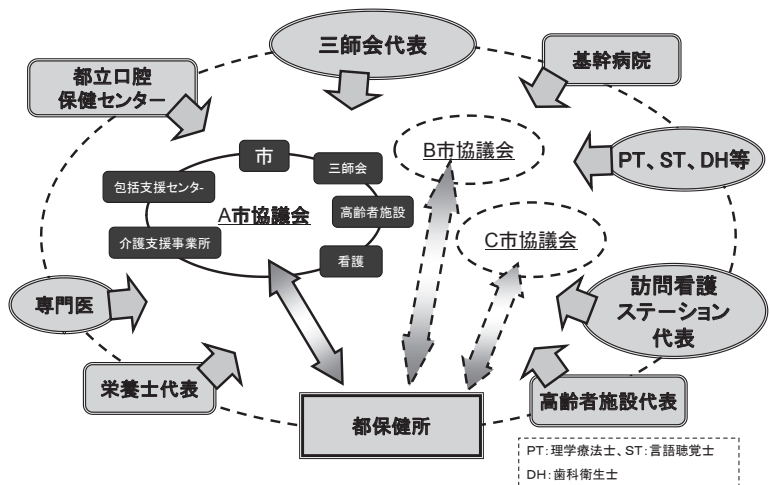 三師会代表
基幹病院
都立口腔
保健センター
B市協議会
市
三師会
PT、ST、DH等
包括支援センター
A市協議会
高齢者施設
C市協議会
介護支援事業所
看護
専門医
訪問看護
ステーション
代表
栄養士代表
高齢者施設代表
都保健所
PT:理学療法士、ST:言語聴覚士
DH:歯科衛生士